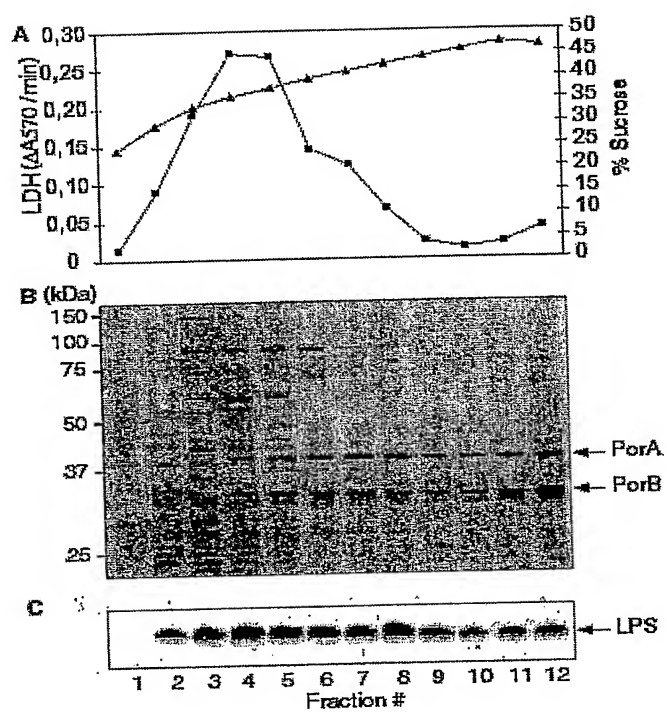 A
0,30
0,25
0,20
0,15
0,10
0,05
0
LDH (ΔA570/min)
50
45
40
35
30
25
20
15
10
5
0
% Sucrose
B (kDa)
150
100
75
50
37
25
PorA
PorB
C
LPS
1 2 3 4 5 6 7 8 9 10 11 12
Fraction #